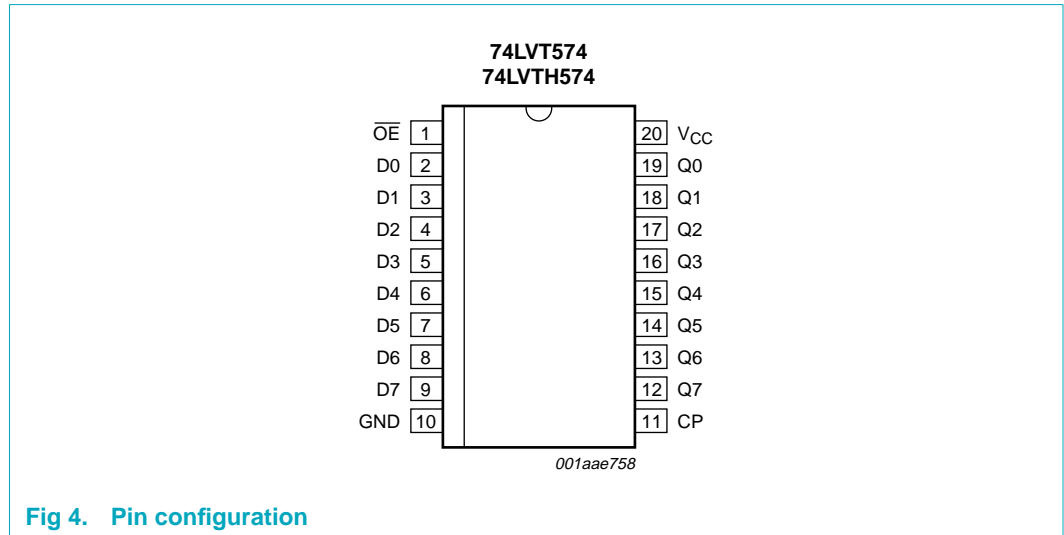 74LVT574
74LVTH574
OE 1 20 VCC
D0 2 19 Q0
D1 3 18 Q1
D2 4 17 Q2
D3 5 16 Q3
D4 6 15 Q4
D5 7 14 Q5
D6 8 13 Q6
D7 9 12 Q7
GND 10 11 CP
001aae758
Fig 4. Pin configuration